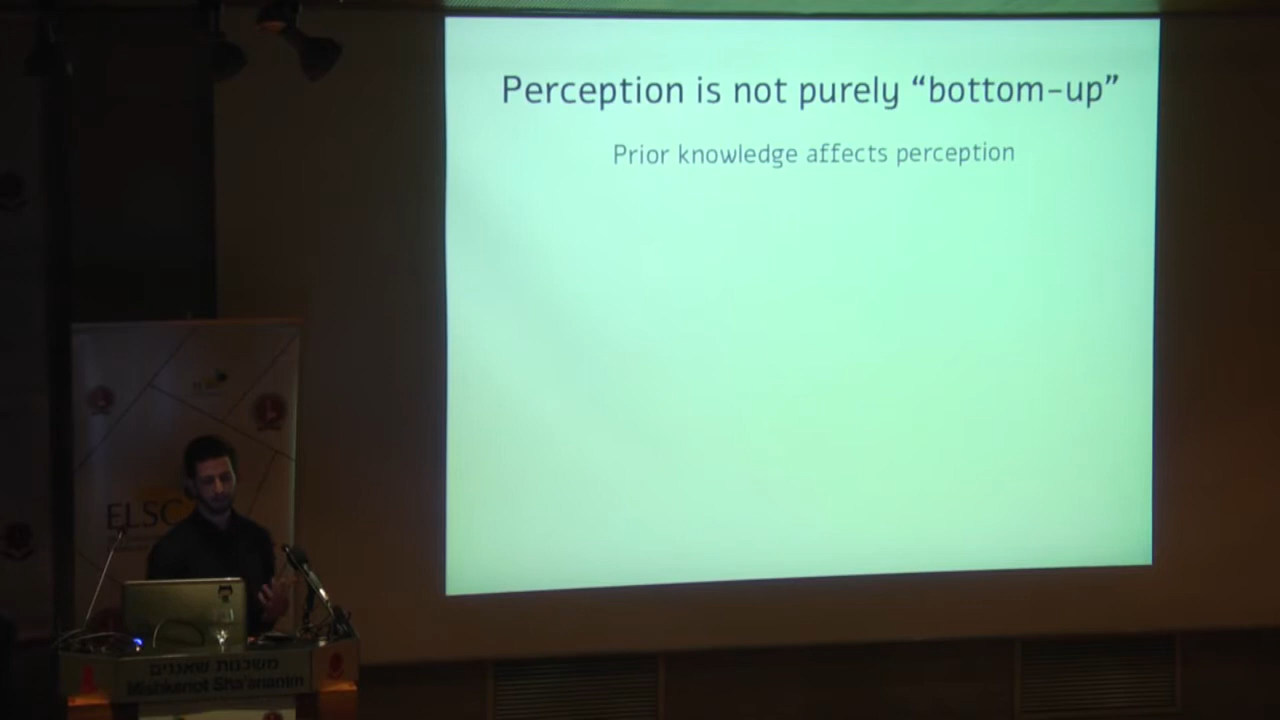 Perception is not purely “bottom-up”
Prior knowledge affects perception
ELSC
משכנות שאננים
Mishkenot Sha'ananim